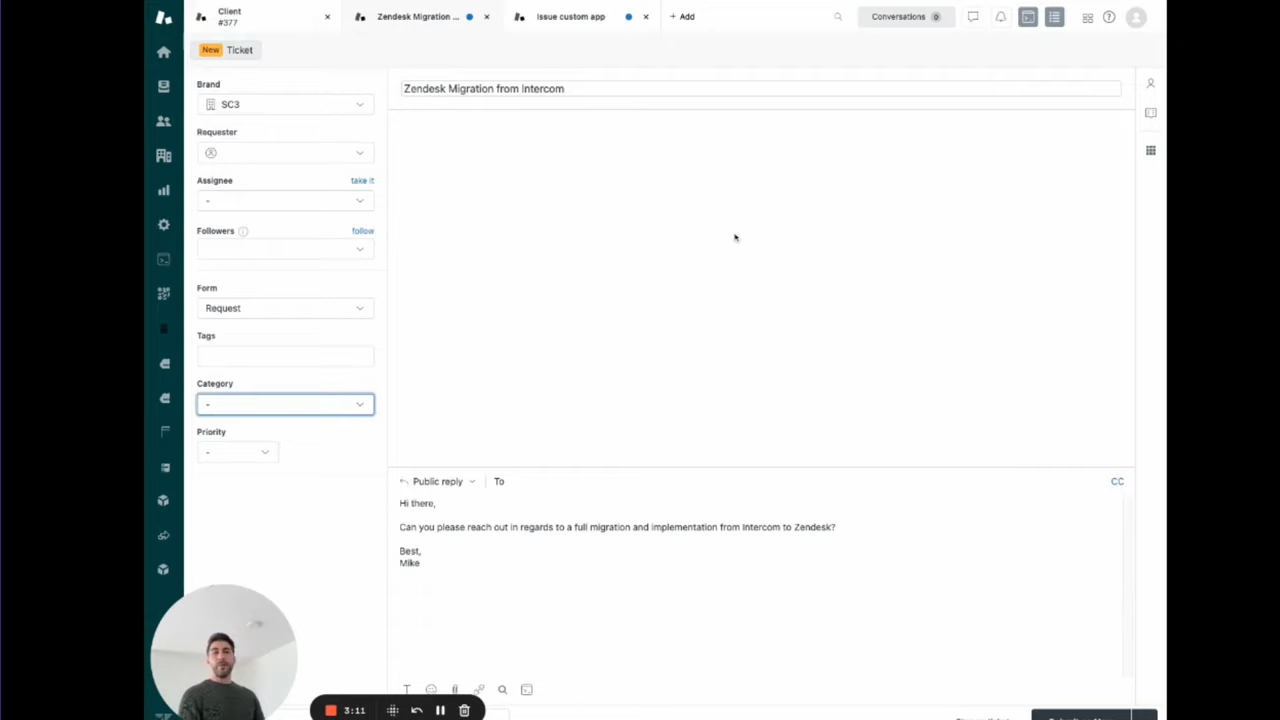 Client
#377
Zendesk Migration ...
Issue custom app
+ Add
Conversations 0
New Ticket
Brand
SC3
Requester
Assignee
take it
-
Followers
follow
Form
Request
Tags
Category
-
Priority
-
Zendesk Migration from Intercom
Public reply
To
CC
Hi there,
Can you please reach out in regards to a full migration and implementation from Intercom to Zendesk?
Best,
Mike
3:11